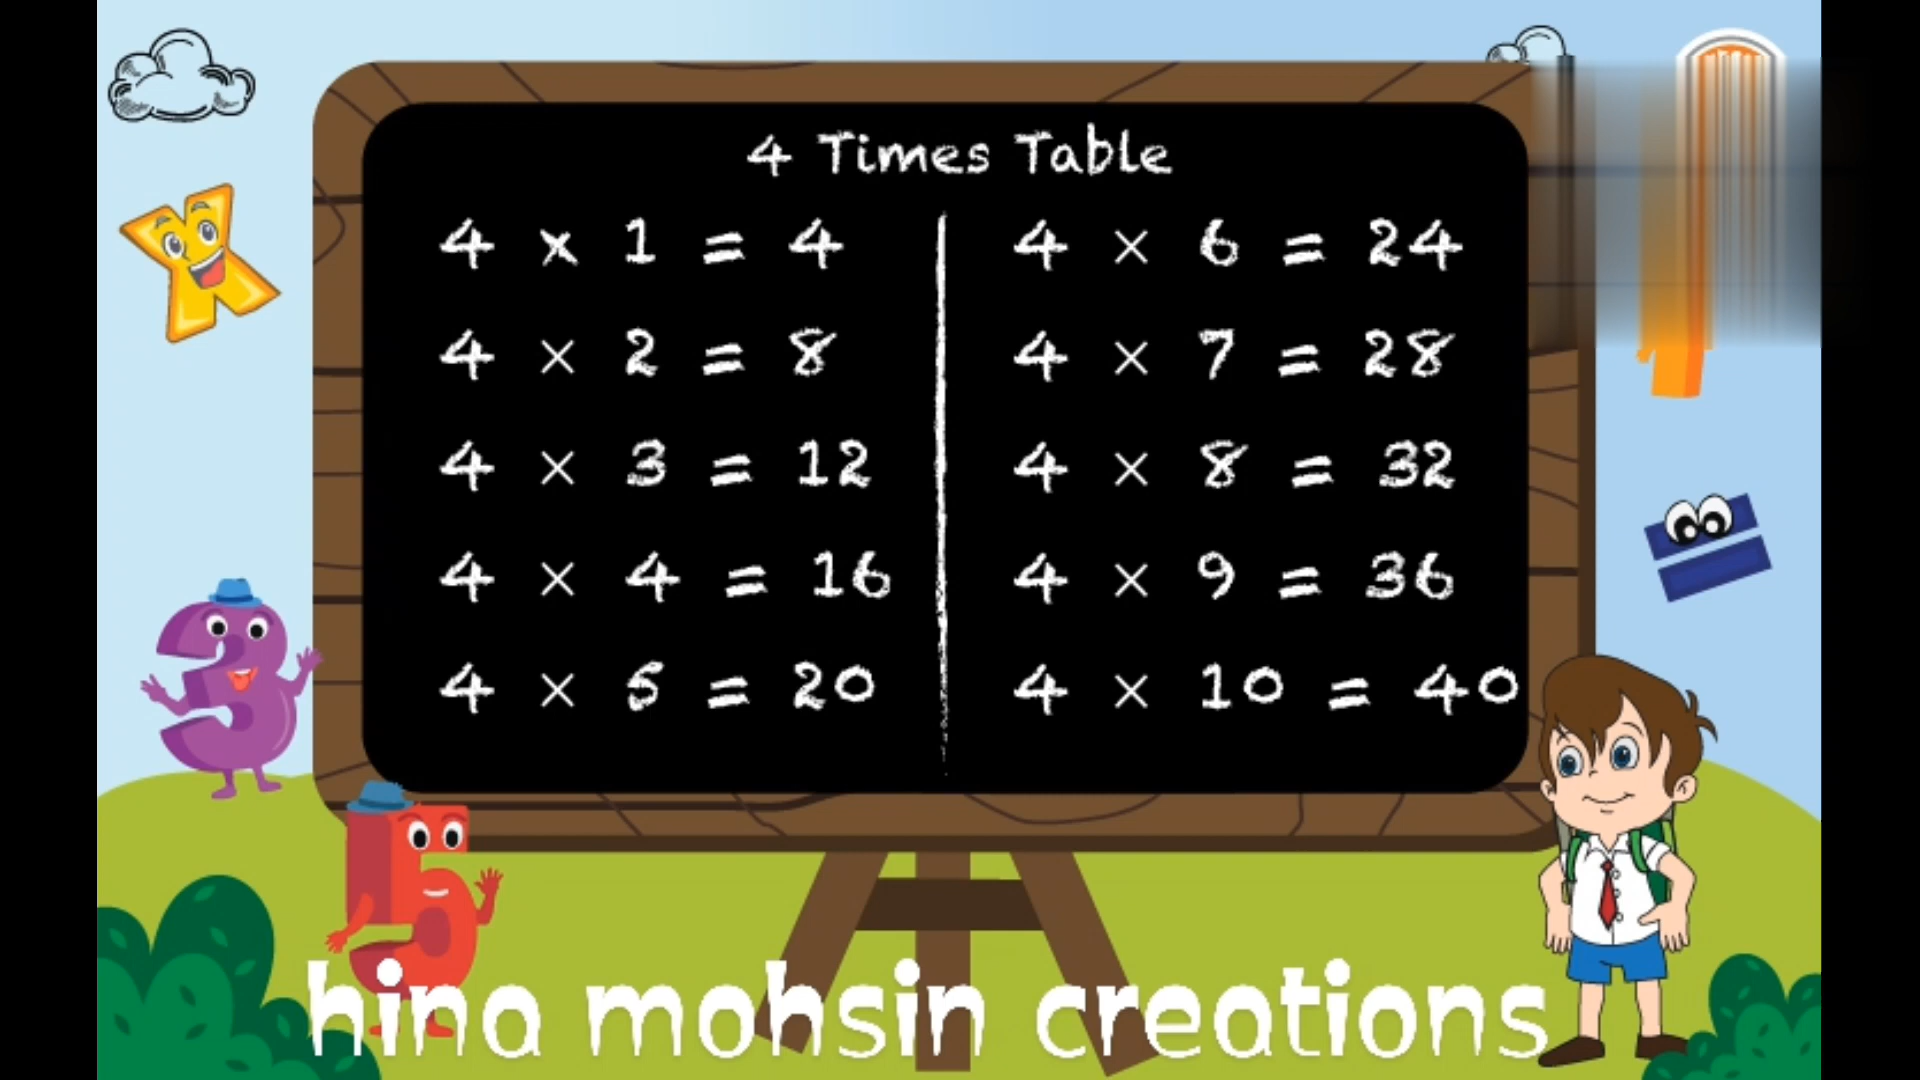 4 Times Table
4 × 1 = 4
4 × 2 = 8
4 × 3 = 12
4 × 4 = 16
4 × 5 = 20
4 × 6 = 24
4 × 7 = 28
4 × 8 = 32
4 × 9 = 36
4 × 10 = 40
hina mohsin creations